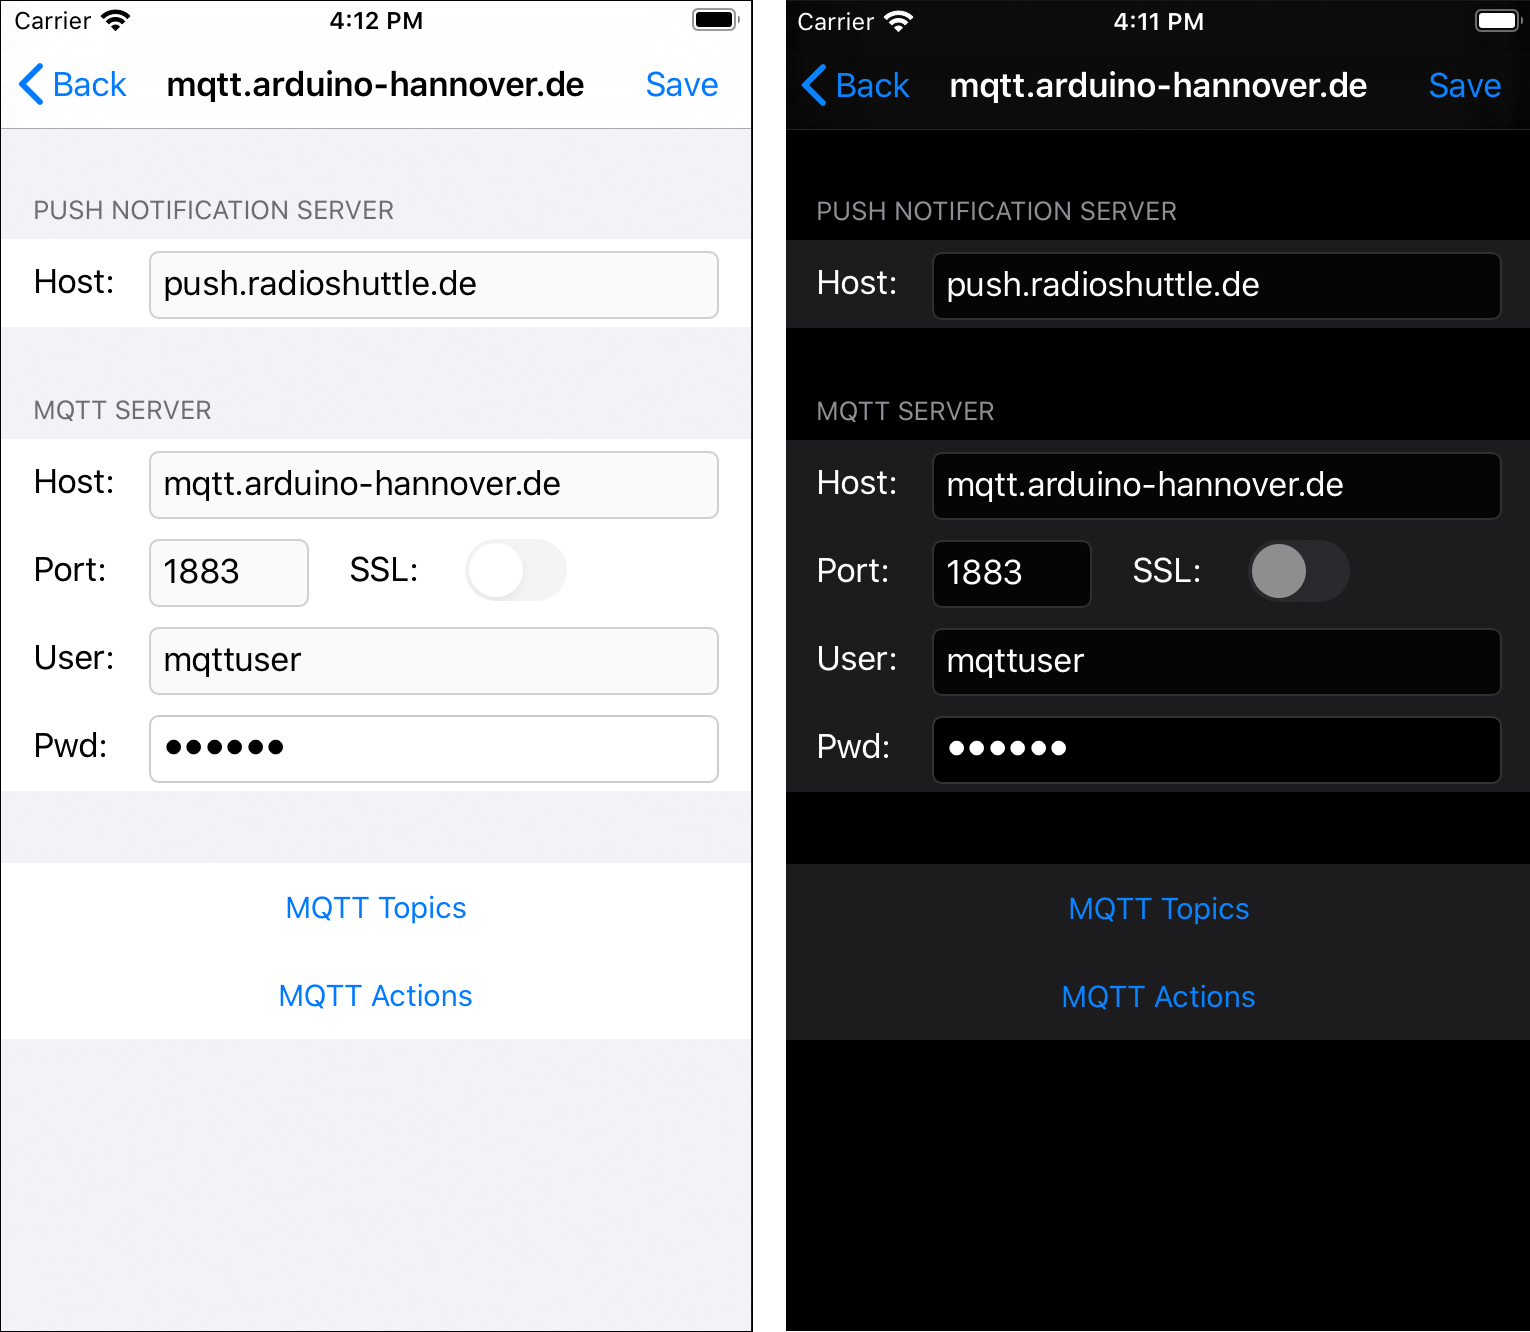 Carrier 4:12 PM
Back mqtt.arduino-hannover.de Save
PUSH NOTIFICATION SERVER
Host: push.radioshuttle.de
MQTT SERVER
Host: mqtt.arduino-hannover.de
Port: 1883 SSL:
User: mqttuser
Pwd: ●●●●●●
MQTT Topics
MQTT Actions
Carrier 4:11 PM
Back mqtt.arduino-hannover.de Save
PUSH NOTIFICATION SERVER
Host: push.radioshuttle.de
MQTT SERVER
Host: mqtt.arduino-hannover.de
Port: 1883 SSL:
User: mqttuser
Pwd: ●●●●●●
MQTT Topics
MQTT Actions